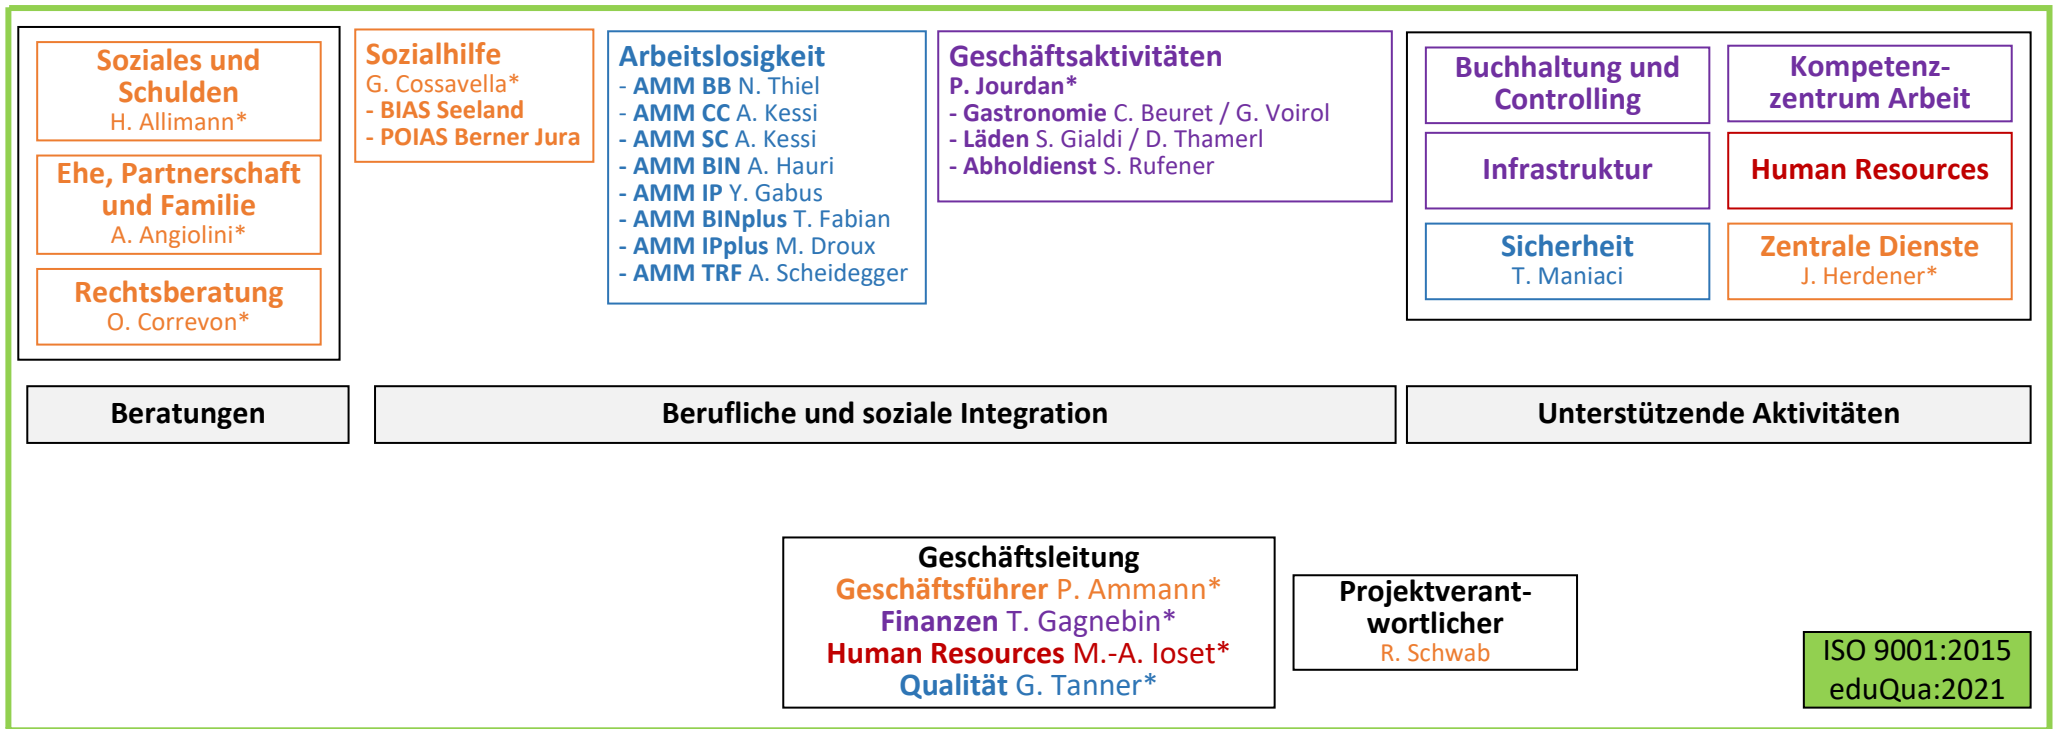 Soziales und
Schulden
H. Allimann*
Ehe, Partnerschaft
und Familie
A. Angiolini*
Rechtsberatung
O. Correvon*
Sozialhilfe
G. Cossavella*
- BIAS Seeland
- POIAS Berner Jura
Arbeitslosigkeit
- AMM BB N. Thiel
- AMM CC A. Kessi
- AMM SC A. Kessi
- AMM BIN A. Hauri
- AMM IP Y. Gabus
- AMM BINplus T. Fabian
- AMM IPplus M. Droux
- AMM TRF A. Scheidegger
Geschäftsaktivitäten
P. Jourdan*
- Gastronomie C. Beuret / G. Voirol
- Läden S. Gialdi / D. Thamerl
- Abholdienst S. Rufener
Buchhaltung und
Controlling
Kompetenz-
zentrum Arbeit
Infrastruktur
Human Resources
Sicherheit
T. Maniaci
Zentrale Dienste
J. Herdener*
Beratungen
Berufliche und soziale Integration
Unterstützende Aktivitäten
Geschäftsleitung
Geschäftsführer P. Ammann*
Finanzen T. Gagnebin*
Human Resources M.-A. Ioset*
Qualität G. Tanner*
Projektverant-
wortlicher
R. Schwab
ISO 9001:2015
eduQua:2021